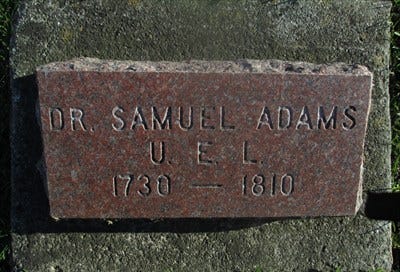 DR. SAMUEL ADAMS
U. E. L.
1730 — 1810